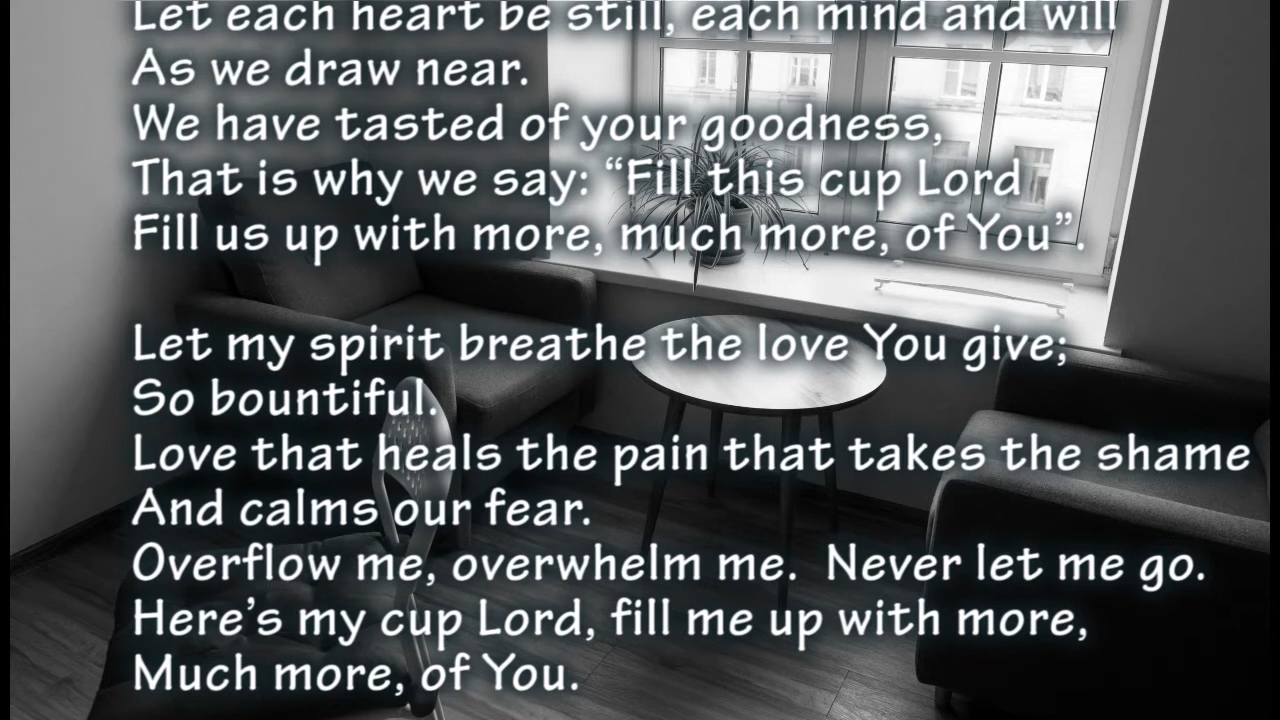 Let each heart be still, each mind and will
As we draw near.
We have tasted of your goodness,
That is why we say: “Fill this cup Lord
Fill us up with more, much more, of You”.
Let my spirit breathe the love You give;
So bountiful.
Love that heals the pain that takes the shame
And calms our fear.
Overflow me, overwhelm me.  Never let me go.
Here’s my cup Lord, fill me up with more,
Much more, of You.